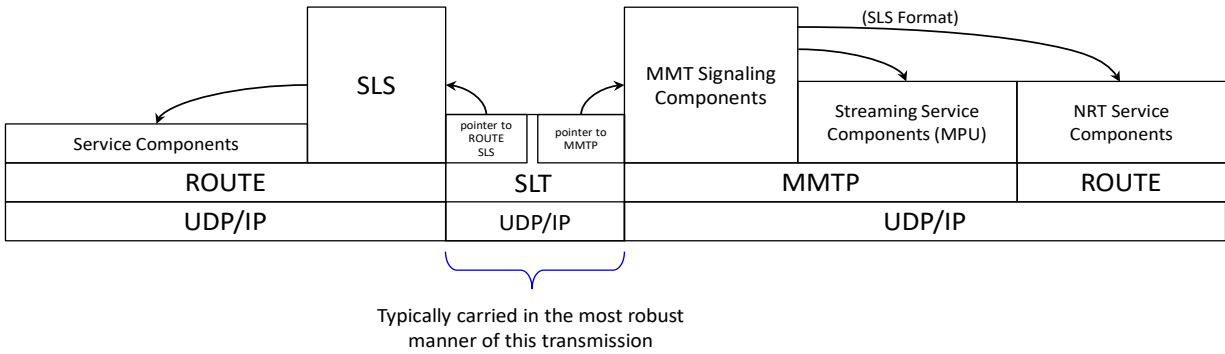 (SLS Format)
SLS
MMT Signaling
Components
Service Components
pointer to
ROUTE
SLS
pointer to
MMTP
Streaming Service
Components (MPU)
NRT Service
Components
ROUTE
SLT
MMTP
ROUTE
UDP/IP
UDP/IP
UDP/IP
Typically carried in the most robust
manner of this transmission